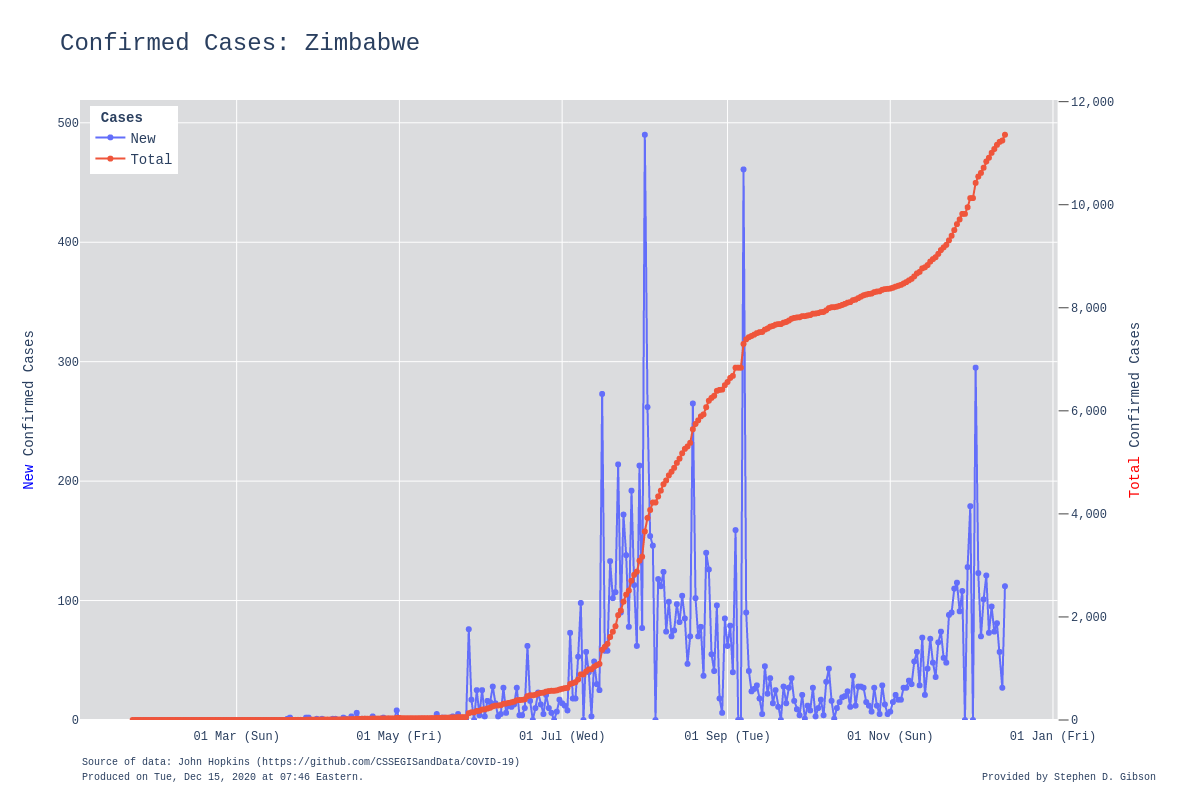 Confirmed Cases: Zimbabwe
Cases
New
Total
500
400
300
200
100
0
12,000
10,000
8,000
6,000
4,000
2,000
0
New Confirmed Cases
Total Confirmed Cases
01 Mar (Sun) 01 May (Fri) 01 Jul (Wed) 01 Sep (Tue) 01 Nov (Sun) 01 Jan (Fri)
Source of data: John Hopkins (https://github.com/CSSEGISandData/COVID-19)
Produced on Tue, Dec 15, 2020 at 07:46 Eastern.
Provided by Stephen D. Gibson